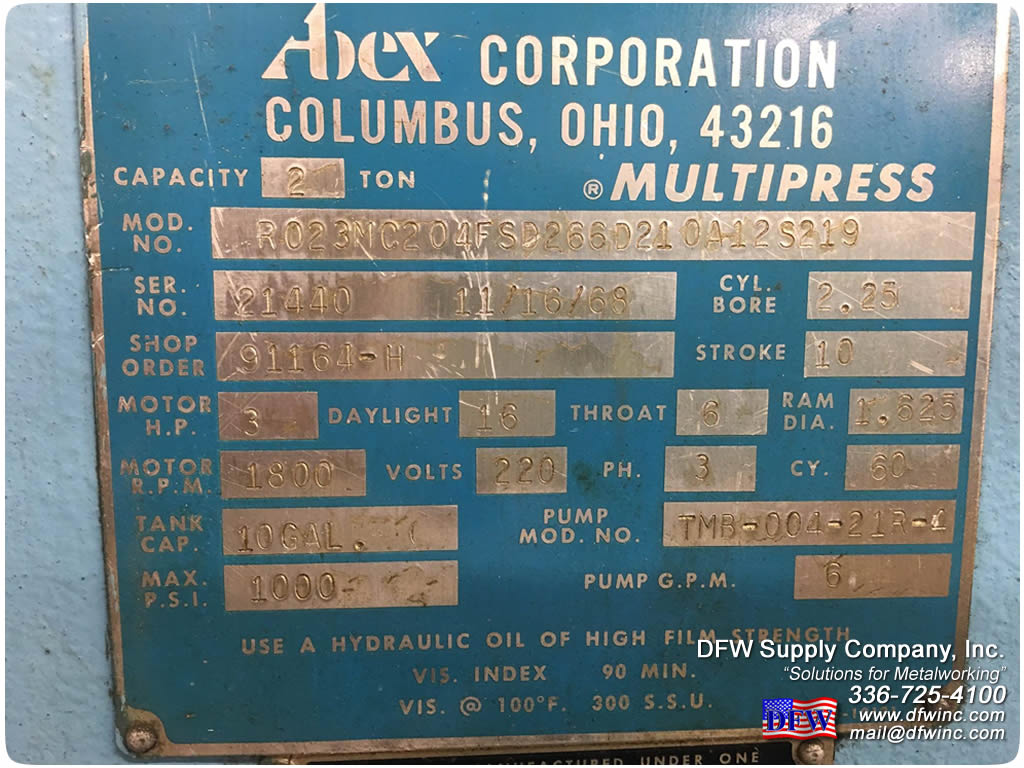 Abex CORPORATION
COLUMBUS, OHIO, 43216
CAPACITY 2 TON ® MULTIPRESS
MOD. NO. R023MC204FSD266D210A12S219
SER. NO. 21440 11/16/68 CYL. BORE 2.25
SHOP ORDER 91164-H STROKE 10
MOTOR H.P. 3 DAYLIGHT 16 THROAT 6 RAM DIA. 1.625
MOTOR R.P.M. 1800 VOLTS 220 PH. 3 CY. 60
TANK CAP. 10GAL. PUMP MOD. NO. TMB-004-21R-1
MAX. P.S.I. 1000 PUMP G.P.M. 6
USE A HYDRAULIC OIL OF HIGH FILM STRENGTH
VIS. INDEX 90 MIN.
VIS. @ 100°F. 300 S.S.U.
UNDER ONE
DFW Supply Company, Inc.
"Solutions for Metalworking"
336-725-4100
DFW www.dfwinc.com
mail@dfwinc.com